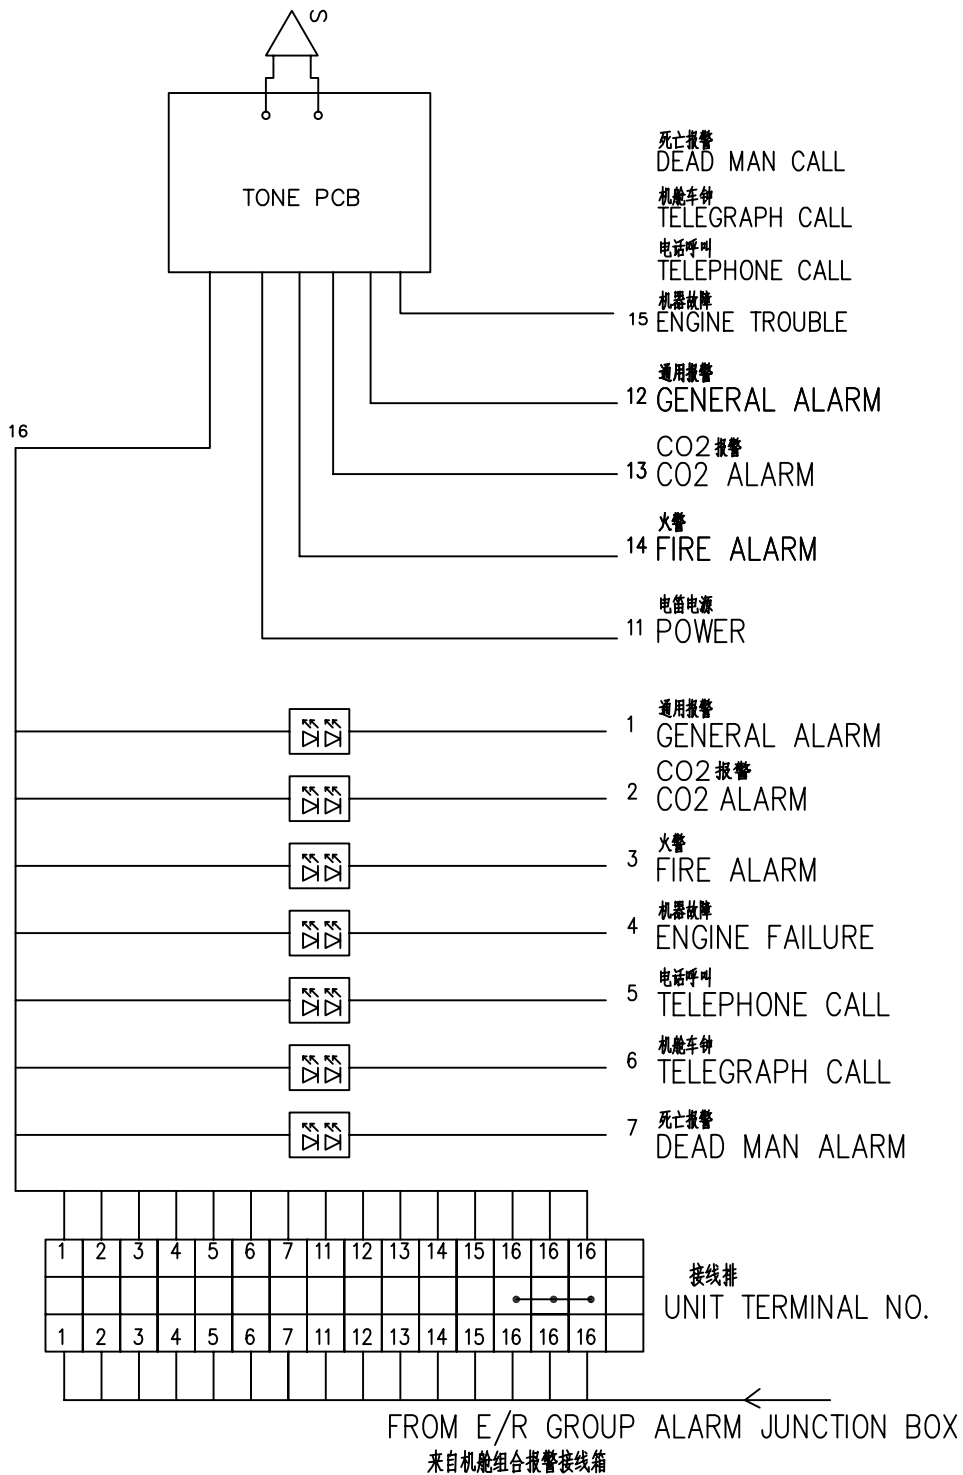 S
TONE PCB
死亡报警
DEAD MAN CALL
机舱车钟
TELEGRAPH CALL
电话呼叫
TELEPHONE CALL
机器故障
15 ENGINE TROUBLE
通用报警
12 GENERAL ALARM
16
CO2报警
13 CO2 ALARM
火警
14 FIRE ALARM
电笛电源
11 POWER
通用报警
1 GENERAL ALARM
CO2报警
2 CO2 ALARM
火警
3 FIRE ALARM
机器故障
4 ENGINE FAILURE
电话呼叫
5 TELEPHONE CALL
机舱车钟
6 TELEGRAPH CALL
死亡报警
7 DEAD MAN ALARM
1 2 3 4 5 6 7 11 12 13 14 15 16 16 16
接线排
UNIT TERMINAL NO.
1 2 3 4 5 6 7 11 12 13 14 15 16 16 16
FROM E/R GROUP ALARM JUNCTION BOX
来自机舱组合报警接线箱